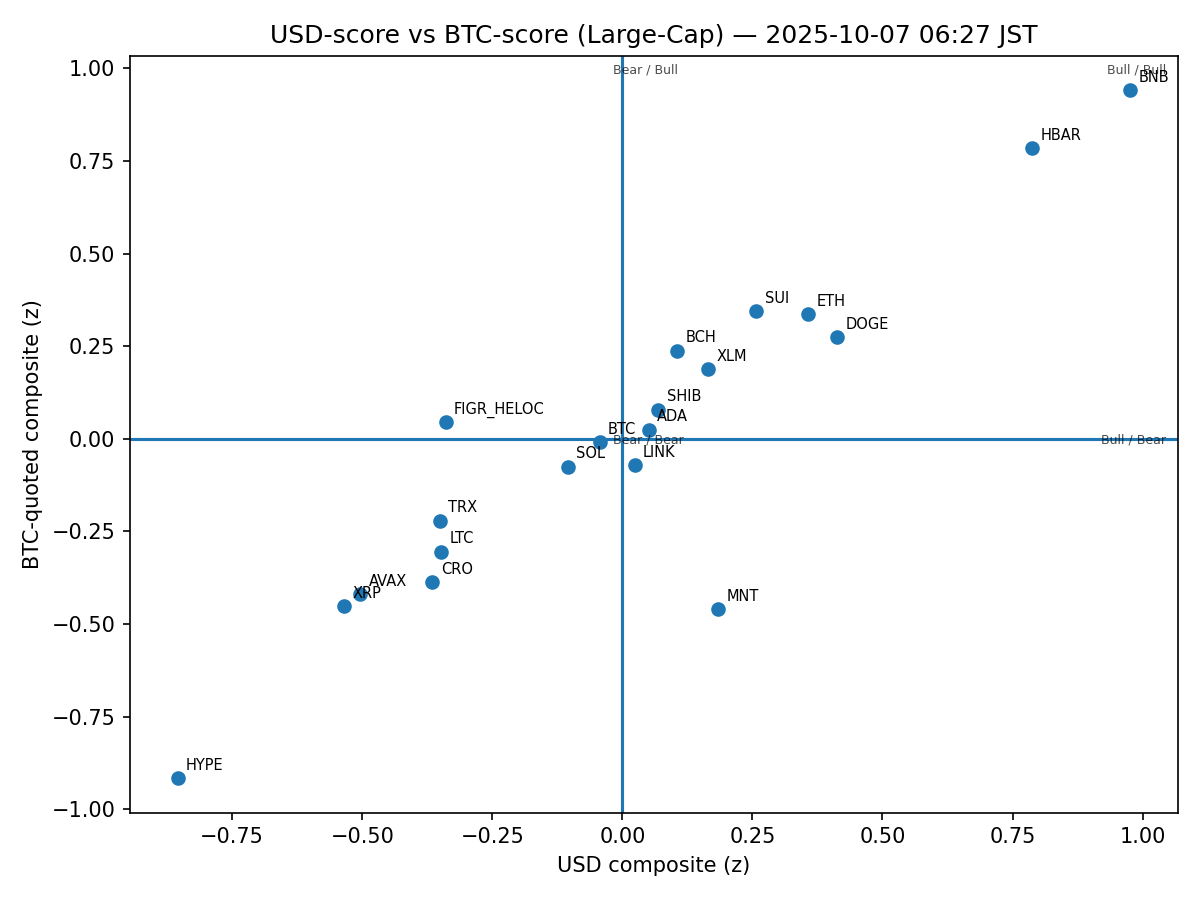 USD-score vs BTC-score (Large-Cap) — 2025-10-07 06:27 JST
1.00
Bear / Bull
Bull / Bull
BNB
HBAR
0.75
0.50
SUI
ETH
DOGE
BCH
XLM
0.25
SHIB
FIGR_HELOC
ADA
BTC
0.00
Bear / Bear
Bull / Bear
SOL
LINK
TRX
−0.25
LTC
CRO
AVAX
XRP
MNT
−0.50
−0.75
HYPE
−1.00
BTC-quoted composite (z)
−0.75
−0.50
−0.25
0.00
0.25
0.50
0.75
1.00
USD composite (z)